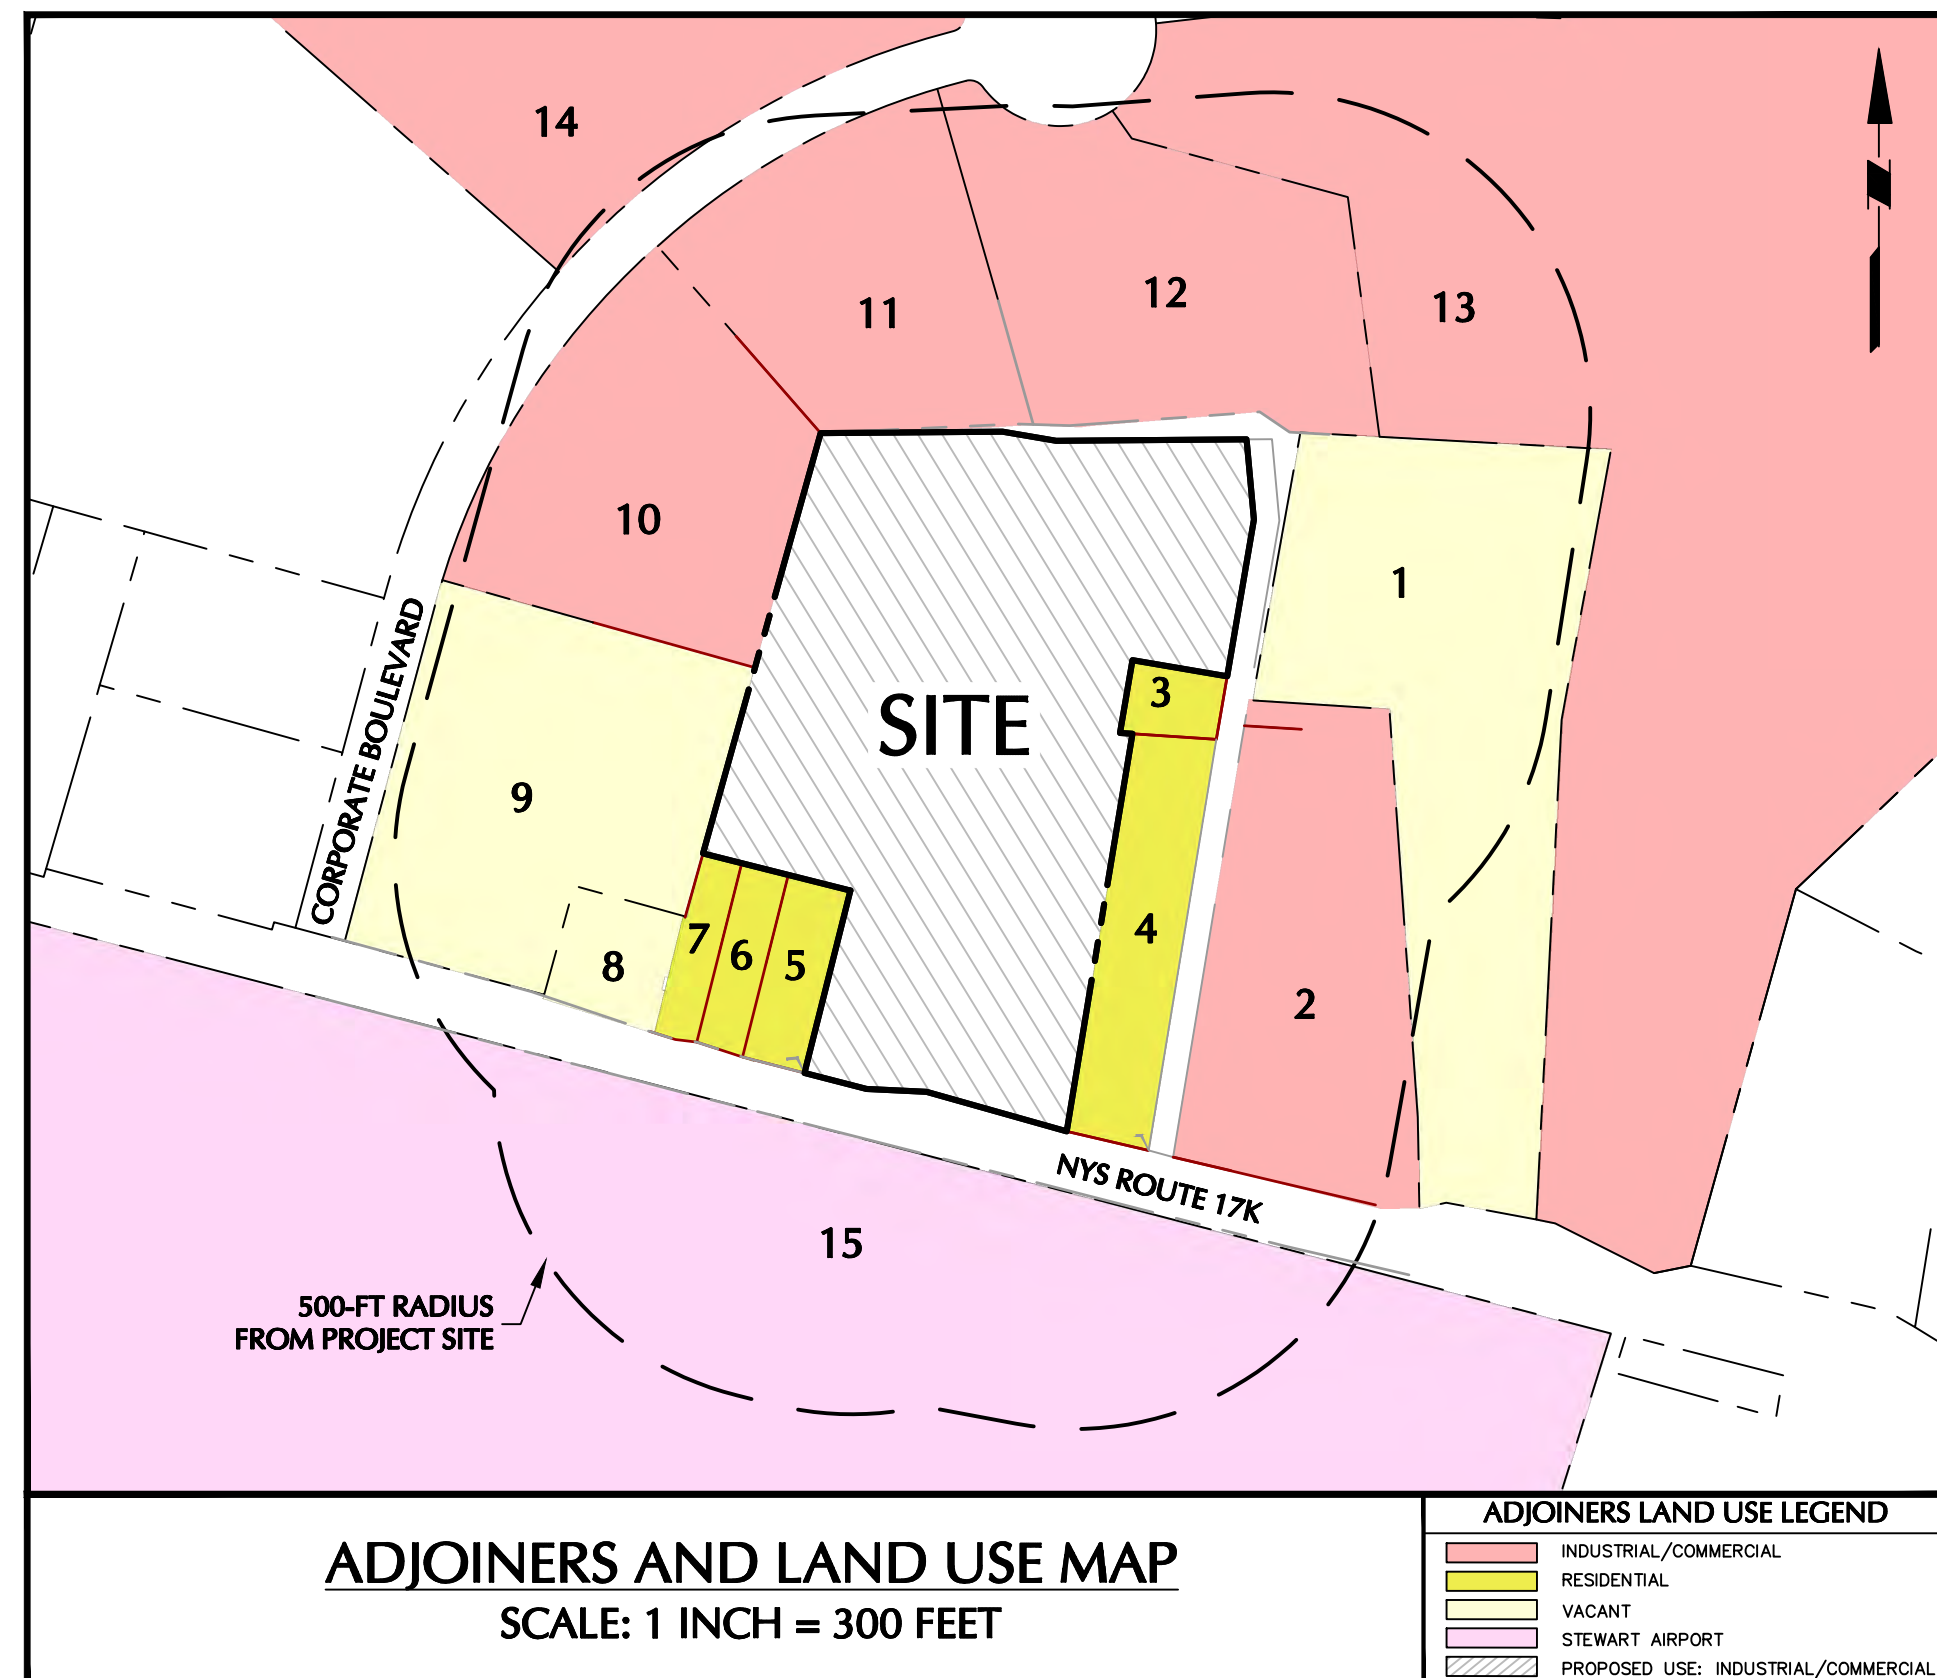 14
11
12
13
10
1
3
SITE
CORPORATE BOULEVARD
9
7
6
5
8
4
2
NYS ROUTE 17K
15
500-FT RADIUS
FROM PROJECT SITE
ADJOINERS AND LAND USE MAP
SCALE: 1 INCH = 300 FEET
ADJOINERS LAND USE LEGEND
INDUSTRIAL/COMMERCIAL
RESIDENTIAL
VACANT
STEWART AIRPORT
PROPOSED USE: INDUSTRIAL/COMMERCIAL